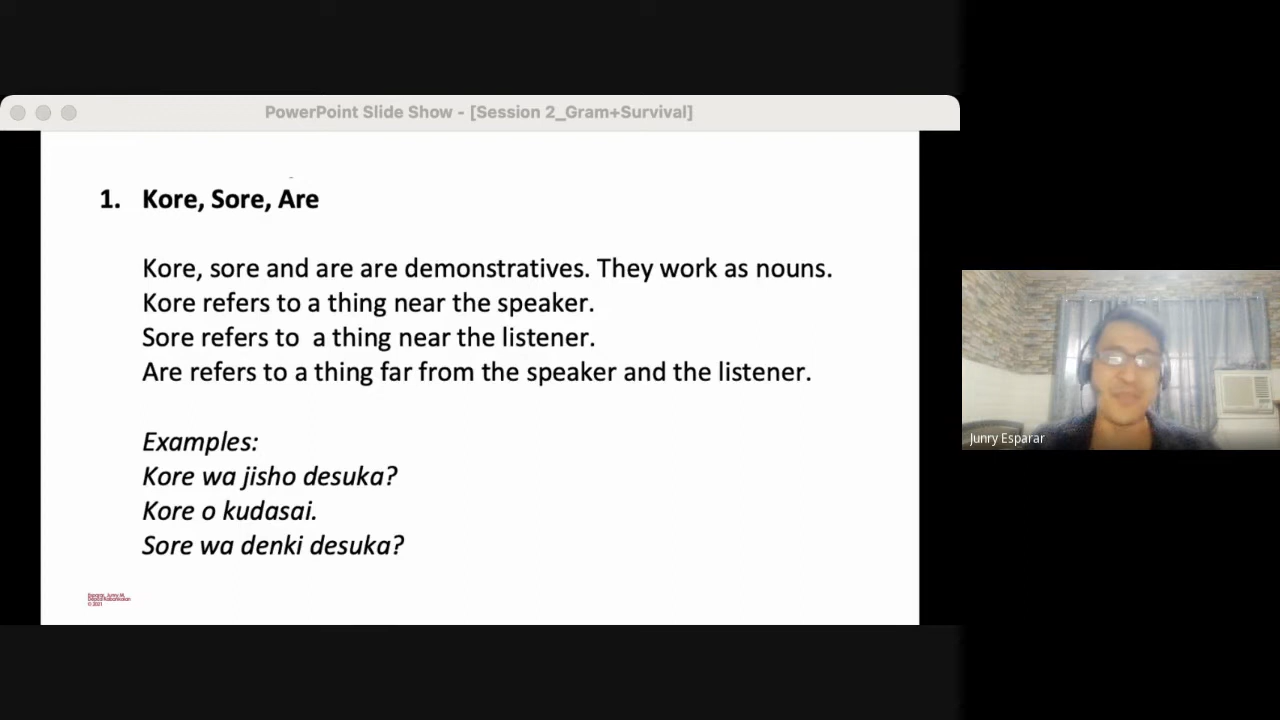 PowerPoint Slide Show - [Session 2_Gram+Survival]
1. Kore, Sore, Are
Kore, sore and are are demonstratives. They work as nouns.
Kore refers to a thing near the speaker.
Sore refers to  a thing near the listener.
Are refers to a thing far from the speaker and the listener.
Examples:
Kore wa jisho desuka?
Kore o kudasai.
Sore wa denki desuka?
Esparar, Junry M.
© 2021
Junry Esparar